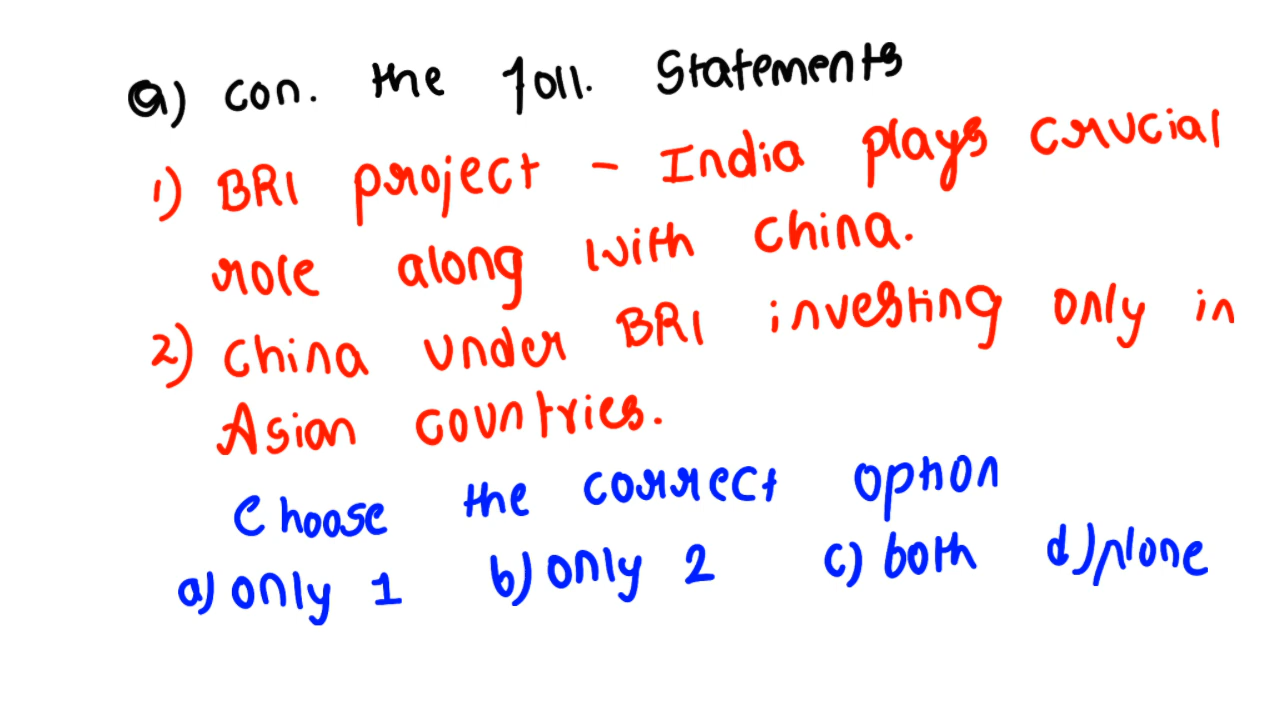 Q) con. the foll. Statements
1) BRI project - India plays crucial
role along with China.
2) China under BRI investing only in
Asian countries.
Choose the correct option
a) only 1 b) only 2 c) both d) None